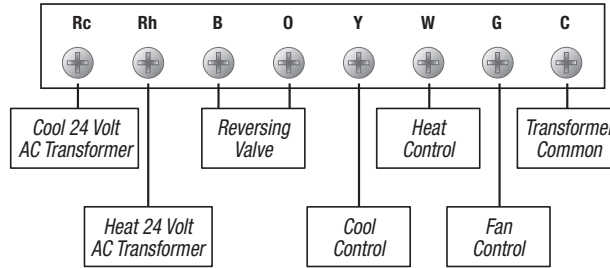 Rc Rh B O Y W G C
Cool 24 Volt
AC Transformer
Reversing
Valve
Heat
Control
Transformer
Common
Heat 24 Volt
AC Transformer
Cool
Control
Fan
Control